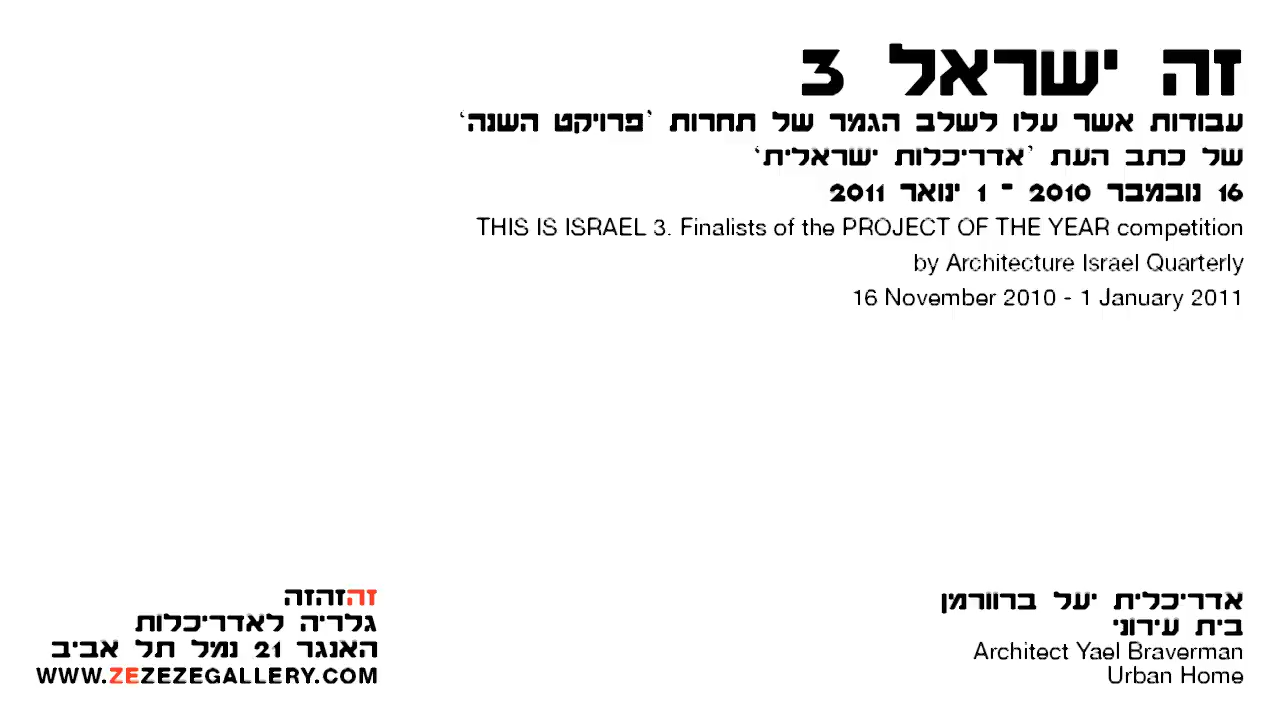 זה ישראל 3
עבודות אשר עלו לשלב הגמר של תחרות 'פרויקט השנה'
של כתב העת 'אדריכלות ישראלית'
16 נובמבר 2010 - 1 ינואר 2011
THIS IS ISRAEL 3. Finalists of the PROJECT OF THE YEAR competition
by Architecture Israel Quarterly
16 November 2010 - 1 January 2011
אדריכלית יעל ברוורמן
בית עירוני
Architect Yael Braverman
Urban Home
זהזהזה
גלריה לאדריכלות
האנגר 21 נמל תל אביב
WWW.ZEZEZEGALLERY.COM